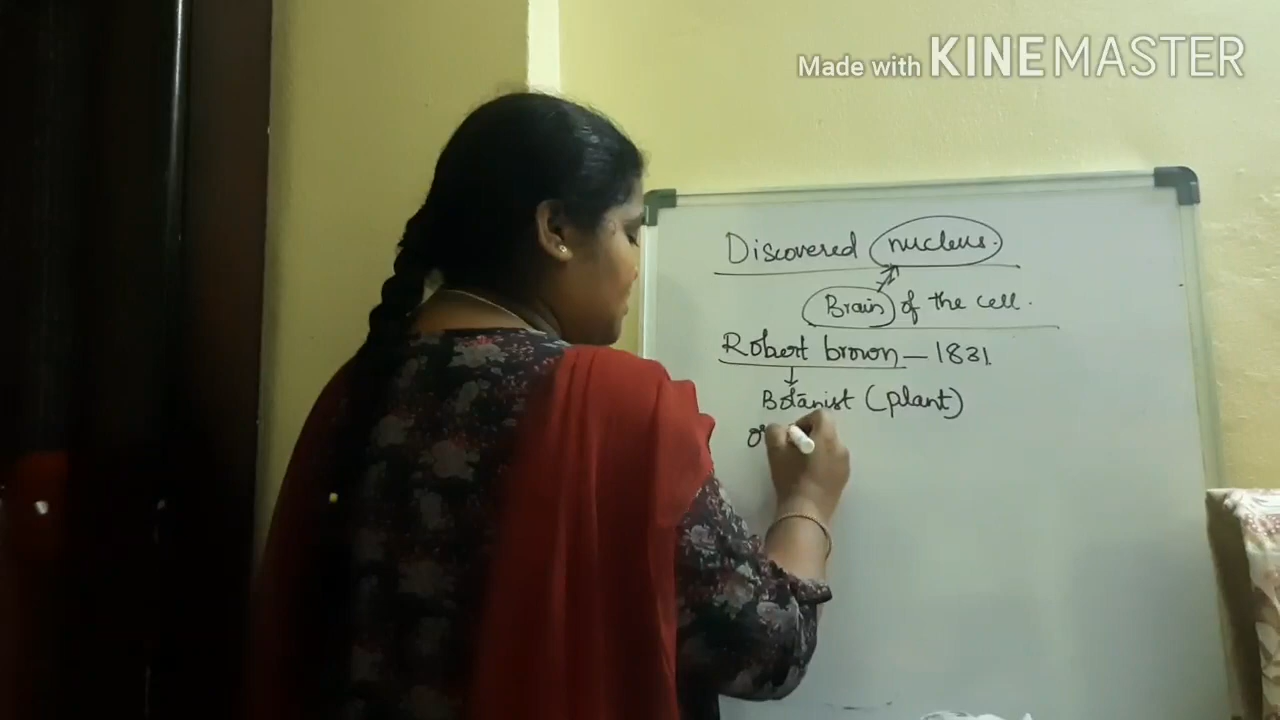 Made with KINEMASTER
Discovered nucleus.
Brain of the cell.
Robert brown — 1831.
Botanist (plant)